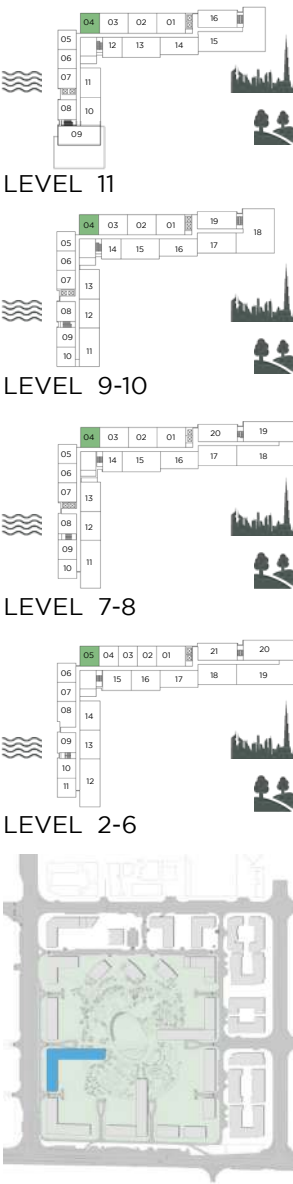 04 03 02 01 16
05 12 13 14 15
06
07 11
08 10
09
LEVEL 11
04 03 02 01 19 18
05 14 15 16 17
06
07 13
08 12
09
10 11
LEVEL 9-10
04 03 02 01 20 19
05 14 15 16 17 18
06
07 13
08 12
09
10 11
LEVEL 7-8
05 04 03 02 01 21 20
06 15 16 17 18 19
07
08 14
09 13
10
11 12
LEVEL 2-6